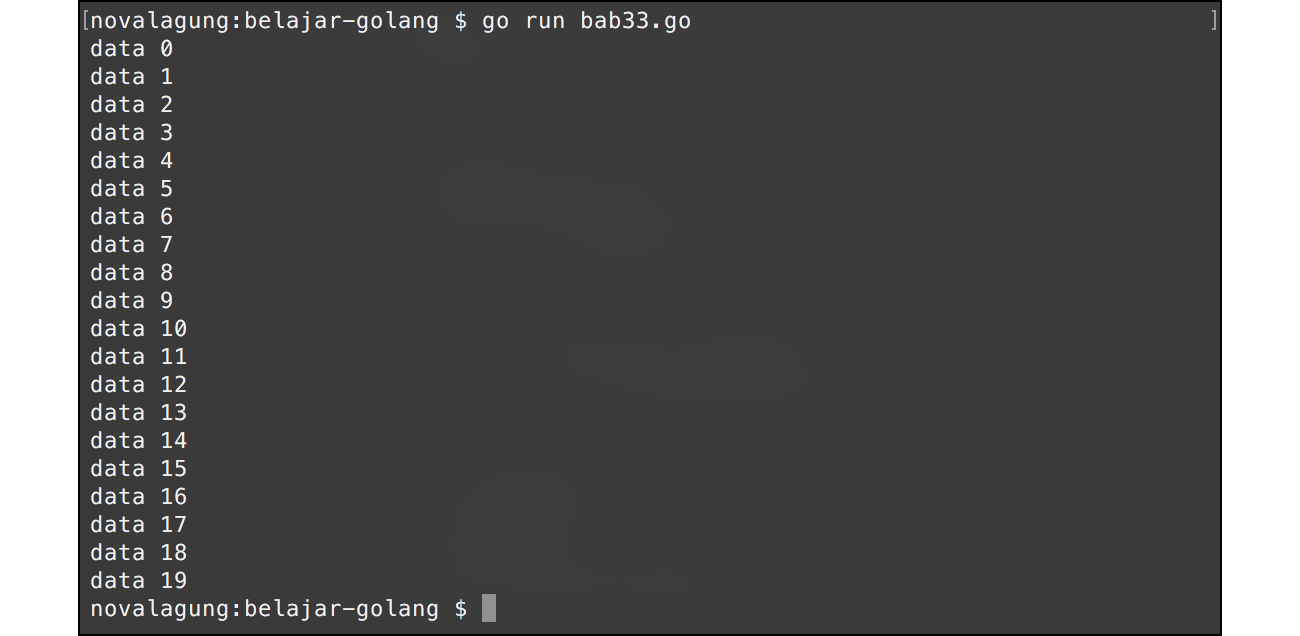 [novalagung:belajar-golang $ go run bab33.go ]
data 0
data 1
data 2
data 3
data 4
data 5
data 6
data 7
data 8
data 9
data 10
data 11
data 12
data 13
data 14
data 15
data 16
data 17
data 18
data 19
novalagung:belajar-golang $